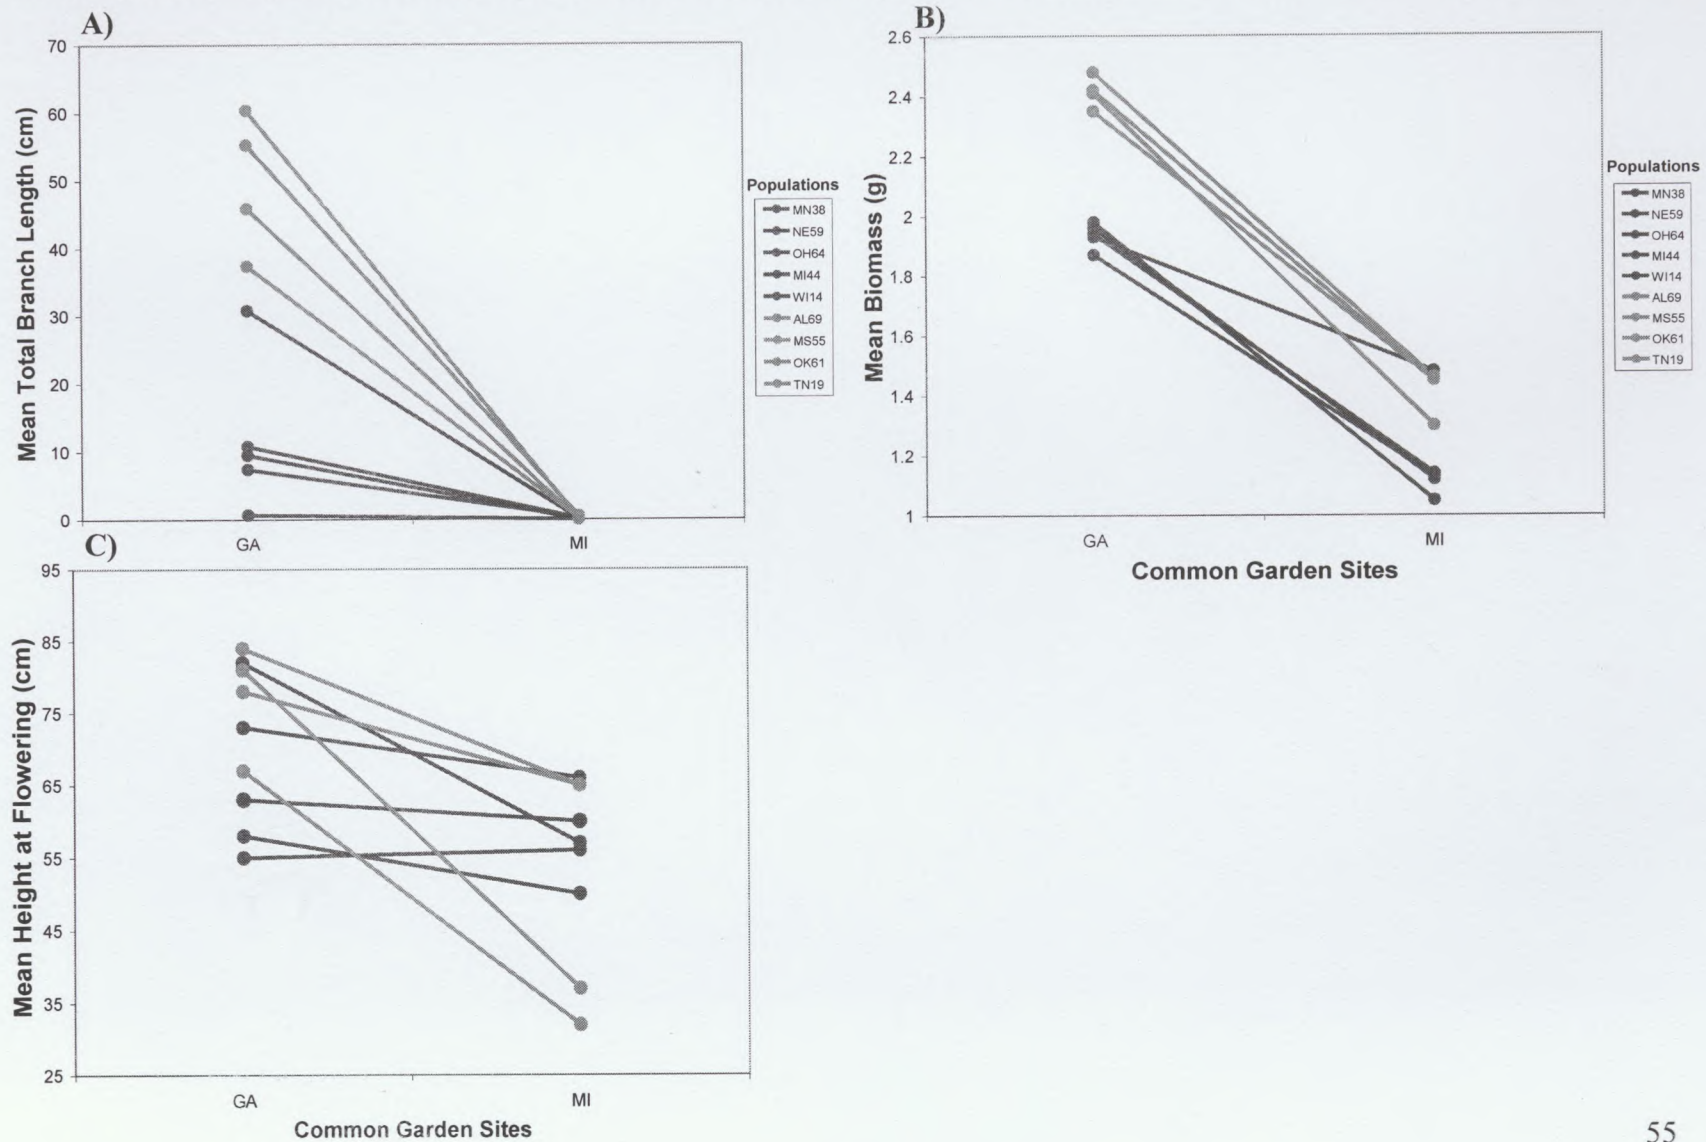 A)
Mean Total Branch Length (cm)
70
60
50
40
30
20
10
0
GA
MI
Populations
MN38
NE59
OH64
MI44
WI14
AL69
MS55
OK61
TN19
B)
Mean Biomass (g)
2.6
2.4
2.2
2
1.8
1.6
1.4
1.2
1
GA
MI
Common Garden Sites
Populations
MN38
NE59
OH64
MI44
WI14
AL69
MS55
OK61
TN19
C)
Mean Height at Flowering (cm)
95
85
75
65
55
45
35
25
GA
MI
Common Garden Sites
55